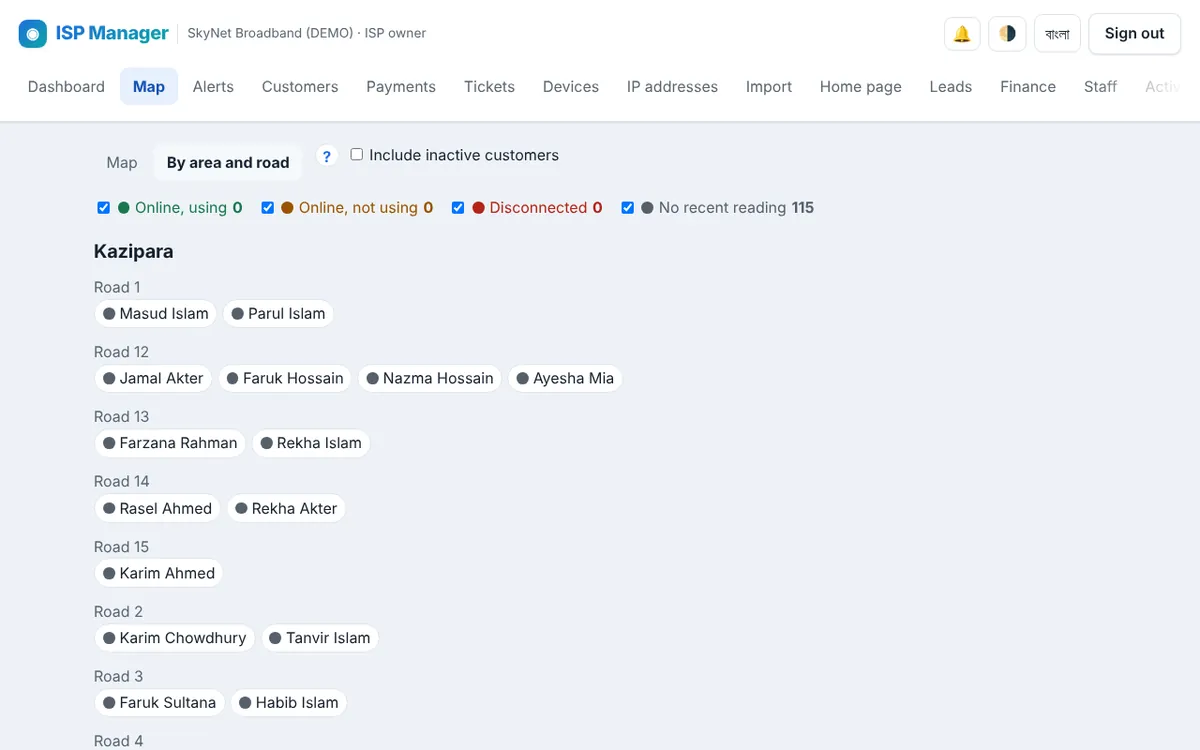 ISP Manager SkyNet Broadband (DEMO) · ISP owner বাংলা Sign out
Dashboard Map Alerts Customers Payments Tickets Devices IP addresses Import Home page Leads Finance Staff
Map By area and road ? Include inactive customers
Online, using 0 Online, not using 0 Disconnected 0 No recent reading 115
Kazipara
Road 1
Masud Islam Parul Islam
Road 12
Jamal Akter Faruk Hossain Nazma Hossain Ayesha Mia
Road 13
Farzana Rahman Rekha Islam
Road 14
Rasel Ahmed Rekha Akter
Road 15
Karim Ahmed
Road 2
Karim Chowdhury Tanvir Islam
Road 3
Faruk Sultana Habib Islam
Road 4